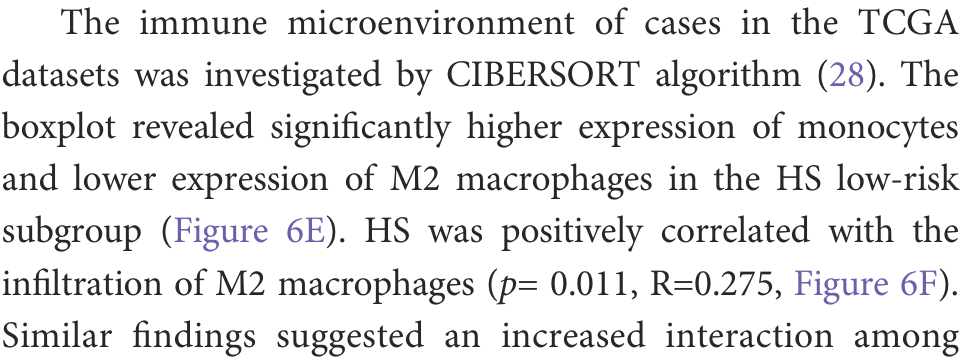 The immune microenvironment of cases in the TCGA
datasets was investigated by CIBERSORT algorithm (28). The
boxplot revealed significantly higher expression of monocytes
and lower expression of M2 macrophages in the HS low-risk
subgroup (Figure 6E). HS was positively correlated with the
infiltration of M2 macrophages (p= 0.011, R=0.275, Figure 6F).
Similar findings suggested an increased interaction among